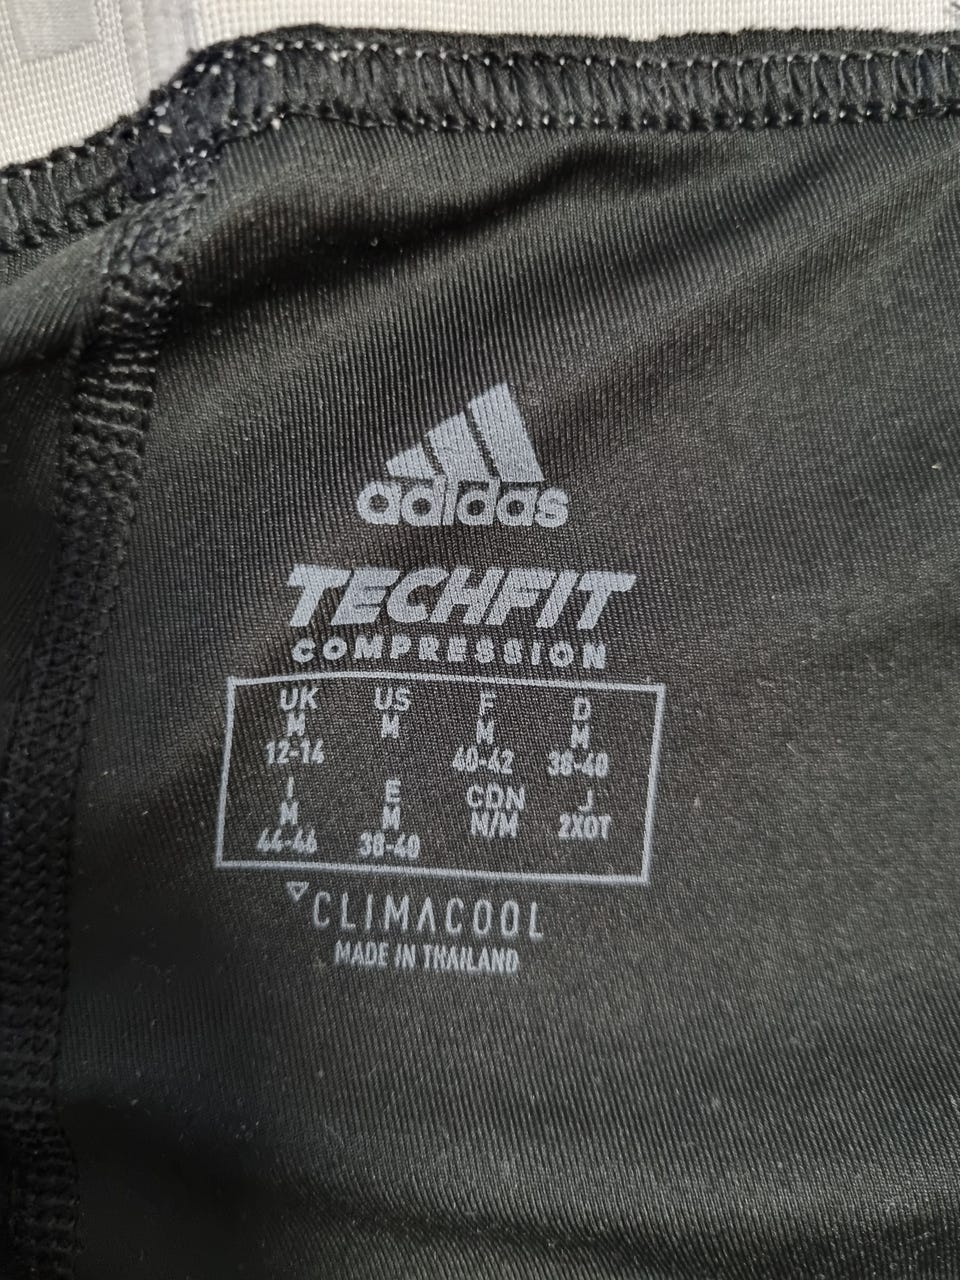 adidas
TECHFIT
COMPRESSION
UK US F D
M M M M
12-14 40-42 38-40
I E CDN J
M M M/M 2XOT
44-46 38-40
CLIMACOOL
MADE IN THAILAND